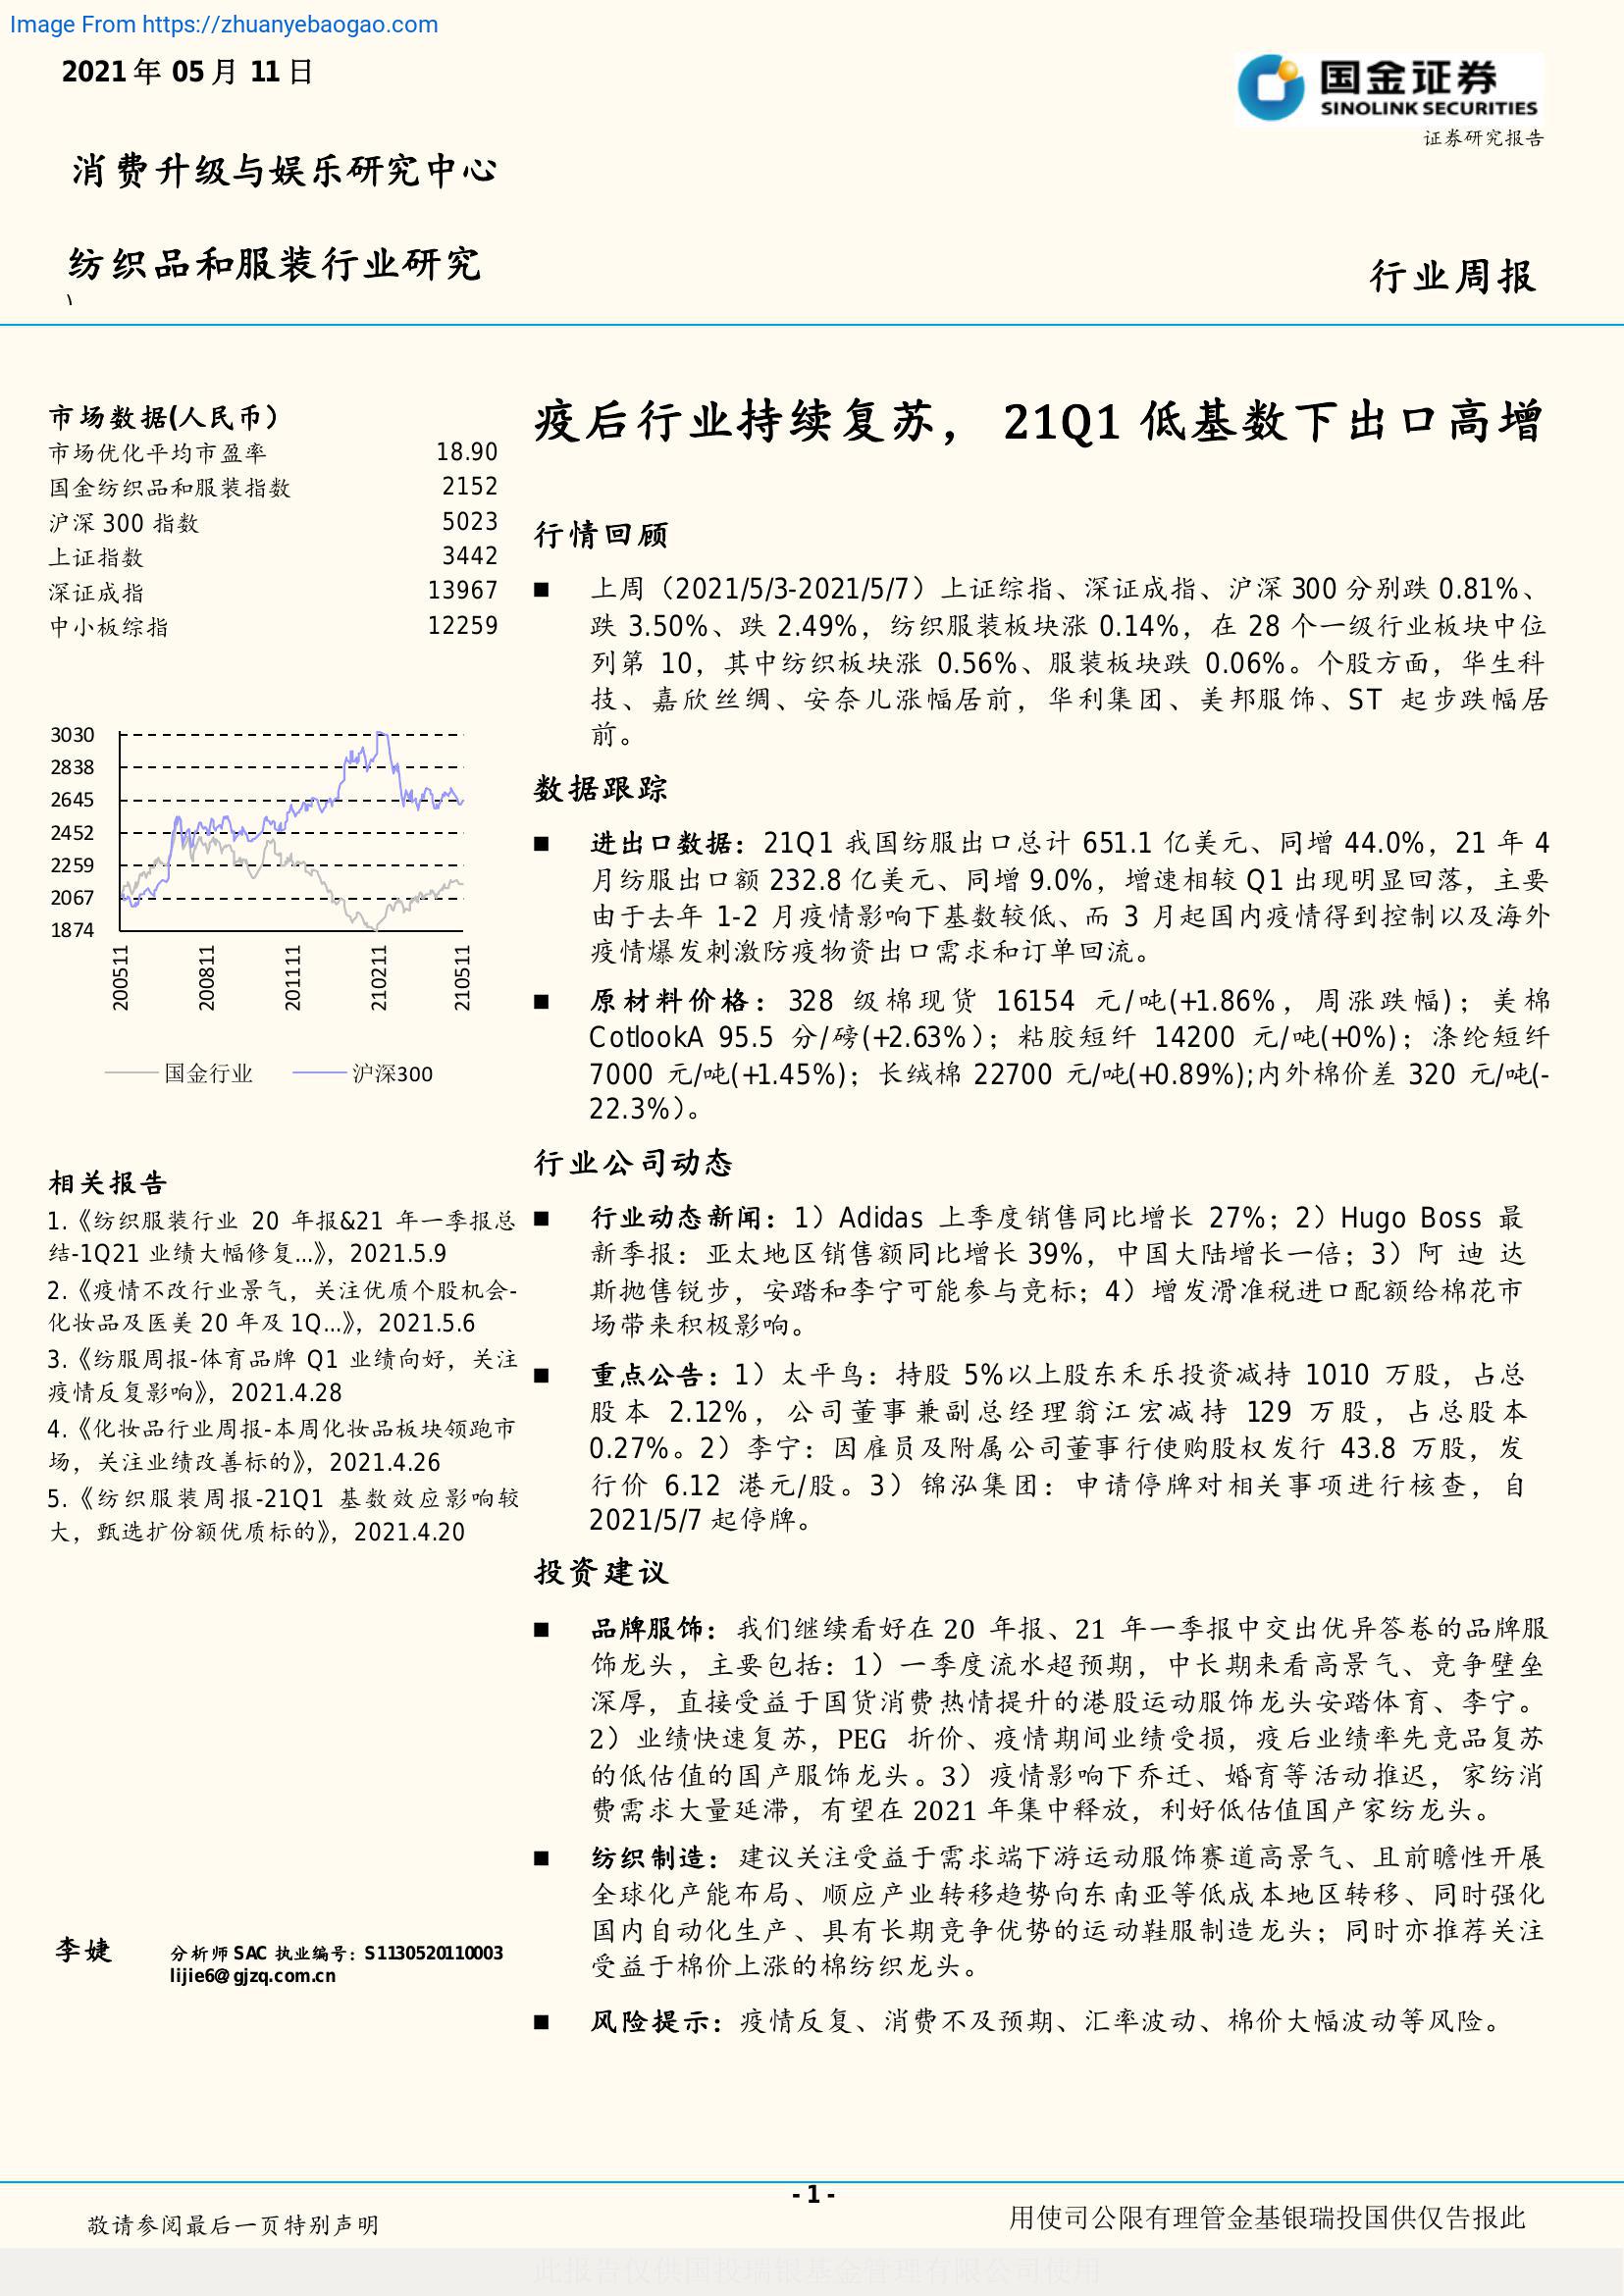 Image From https://zhuanyebaogao.com
2021 年 05 月 11 日
国金证券
SINOLINK SECURITIES
证券研究报告
消费升级与娱乐研究中心
纺织品和服装行业研究
行业周报
市场数据(人民币）
市场优化平均市盈率 18.90
国金纺织品和服装指数 2152
沪深 300 指数 5023
上证指数 3442
深证成指 13967
中小板综指 12259
3030
2838
2645
2452
2259
2067
1874
200511
200811
201111
210211
210511
国金行业 沪深300
相关报告
1.《纺织服装行业 20 年报&21 年一季报总
结-1Q21 业绩大幅修复...》，2021.5.9
2.《疫情不改行业景气，关注优质个股机会-
化妆品及医美 20 年及 1Q...》，2021.5.6
3.《纺服周报-体育品牌 Q1 业绩向好，关注
疫情反复影响》，2021.4.28
4.《化妆品行业周报-本周化妆品板块领跑市
场，关注业绩改善标的》，2021.4.26
5.《纺织服装周报-21Q1 基数效应影响较
大，甄选扩份额优质标的》，2021.4.20
李婕 分析师 SAC 执业编号：S1130520110003
lijie6@gjzq.com.cn
疫后行业持续复苏， 21Q1 低基数下出口高增
行情回顾
■ 上周（2021/5/3-2021/5/7）上证综指、深证成指、沪深 300 分别跌 0.81%、
跌 3.50%、跌 2.49%，纺织服装板块涨 0.14%，在 28 个一级行业板块中位
列第 10，其中纺织板块涨 0.56%、服装板块跌 0.06%。个股方面，华生科
技、嘉欣丝绸、安奈儿涨幅居前，华利集团、美邦服饰、ST 起步跌幅居
前。
数据跟踪
■ 进出口数据：21Q1 我国纺服出口总计 651.1 亿美元、同增 44.0%，21 年 4
月纺服出口额 232.8 亿美元、同增 9.0%，增速相较 Q1 出现明显回落，主要
由于去年 1-2 月疫情影响下基数较低、而 3 月起国内疫情得到控制以及海外
疫情爆发刺激防疫物资出口需求和订单回流。
■ 原材料价格：328 级棉现货 16154 元/吨(+1.86%，周涨跌幅)；美棉
CotlookA 95.5 分/磅(+2.63%）；粘胶短纤 14200 元/吨(+0%)；涤纶短纤
7000 元/吨(+1.45%)；长绒棉 22700 元/吨(+0.89%);内外棉价差 320 元/吨(-
22.3%）。
行业公司动态
■ 行业动态新闻：1）Adidas 上季度销售同比增长 27%；2）Hugo Boss 最
新季报：亚太地区销售额同比增长 39%，中国大陆增长一倍；3）阿 迪 达
斯抛售锐步，安踏和李宁可能参与竞标；4）增发滑准税进口配额给棉花市
场带来积极影响。
■ 重点公告：1）太平鸟：持股 5%以上股东禾乐投资减持 1010 万股，占总
股本 2.12%，公司董事兼副总经理翁江宏减持 129 万股，占总股本
0.27%。2）李宁：因雇员及附属公司董事行使购股权发行 43.8 万股，发
行价 6.12 港元/股。3）锦泓集团：申请停牌对相关事项进行核查，自
2021/5/7 起停牌。
投资建议
■ 品牌服饰：我们继续看好在 20 年报、21 年一季报中交出优异答卷的品牌服
饰龙头，主要包括：1）一季度流水超预期，中长期来看高景气、竞争壁垒
深厚，直接受益于国货消费热情提升的港股运动服饰龙头安踏体育、李宁。
2）业绩快速复苏，PEG 折价、疫情期间业绩受损，疫后业绩率先竞品复苏
的低估值的国产服饰龙头。3）疫情影响下乔迁、婚育等活动推迟，家纺消
费需求大量延滞，有望在 2021 年集中释放，利好低估值国产家纺龙头。
■ 纺织制造：建议关注受益于需求端下游运动服饰赛道高景气、且前瞻性开展
全球化产能布局、顺应产业转移趋势向东南亚等低成本地区转移、同时强化
国内自动化生产、具有长期竞争优势的运动鞋服制造龙头；同时亦推荐关注
受益于棉价上涨的棉纺织龙头。
■ 风险提示：疫情反复、消费不及预期、汇率波动、棉价大幅波动等风险。
- 1 -
敬请参阅最后一页特别声明
用使司公限有理管金基银瑞投国供仅告报此
此报告仅供国投瑞银基金管理有限公司使用